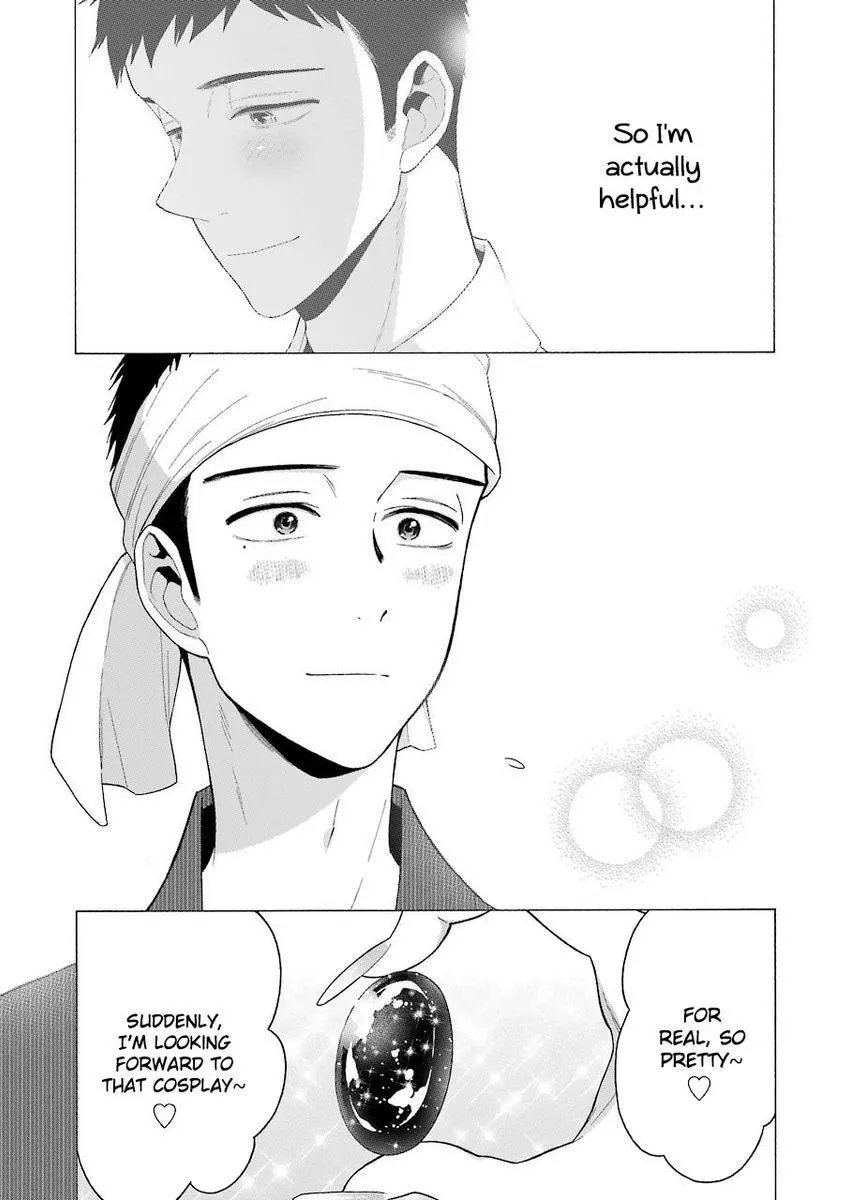 So I'm
actually
helpful...
FOR
REAL, SO
PRETTY~
♡
SUDDENLY,
I'M LOOKING
FORWARD TO
THAT COSPLAY~
♡